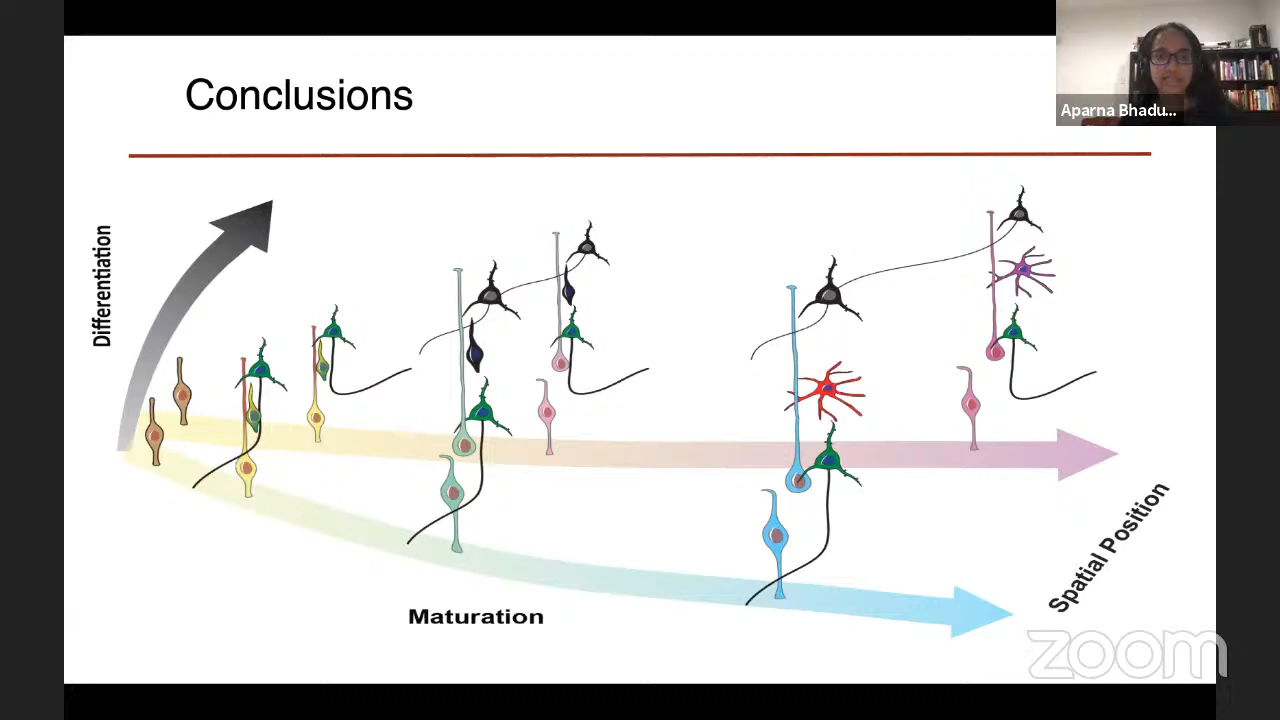 Conclusions
Aparna Bhadu...
Differentiation
Spatial Position
Maturation
zoom